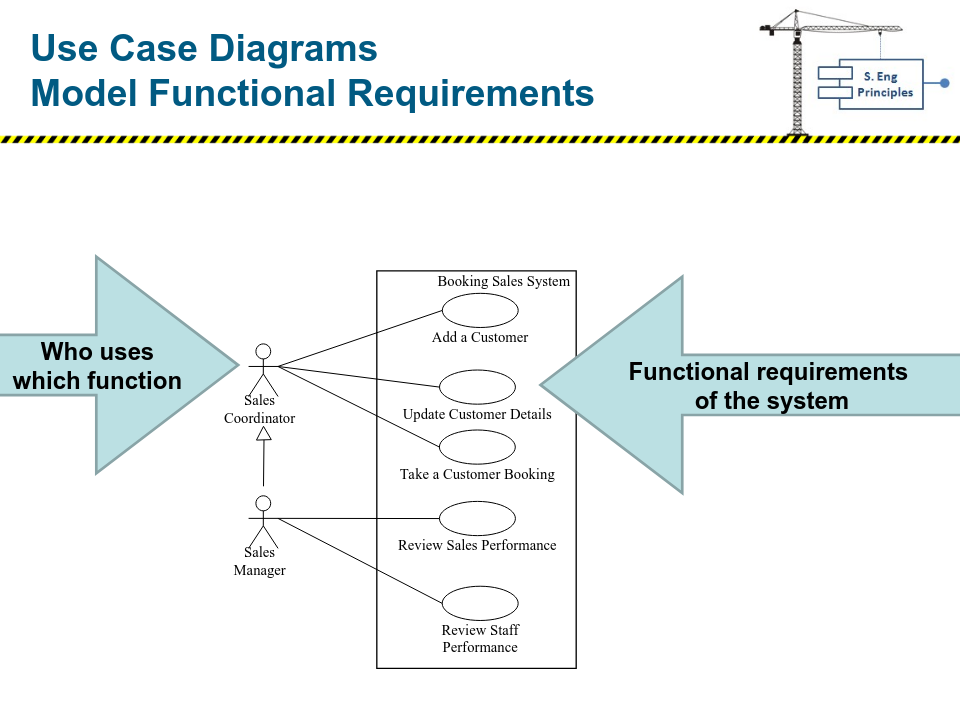 Use Case Diagrams
Model Functional Requirements
S. Eng
Principles
Who uses
which function
Booking Sales System
Add a Customer
Update Customer Details
Take a Customer Booking
Review Sales Performance
Review Staff
Performance
Sales
Coordinator
Sales
Manager
Functional requirements
of the system